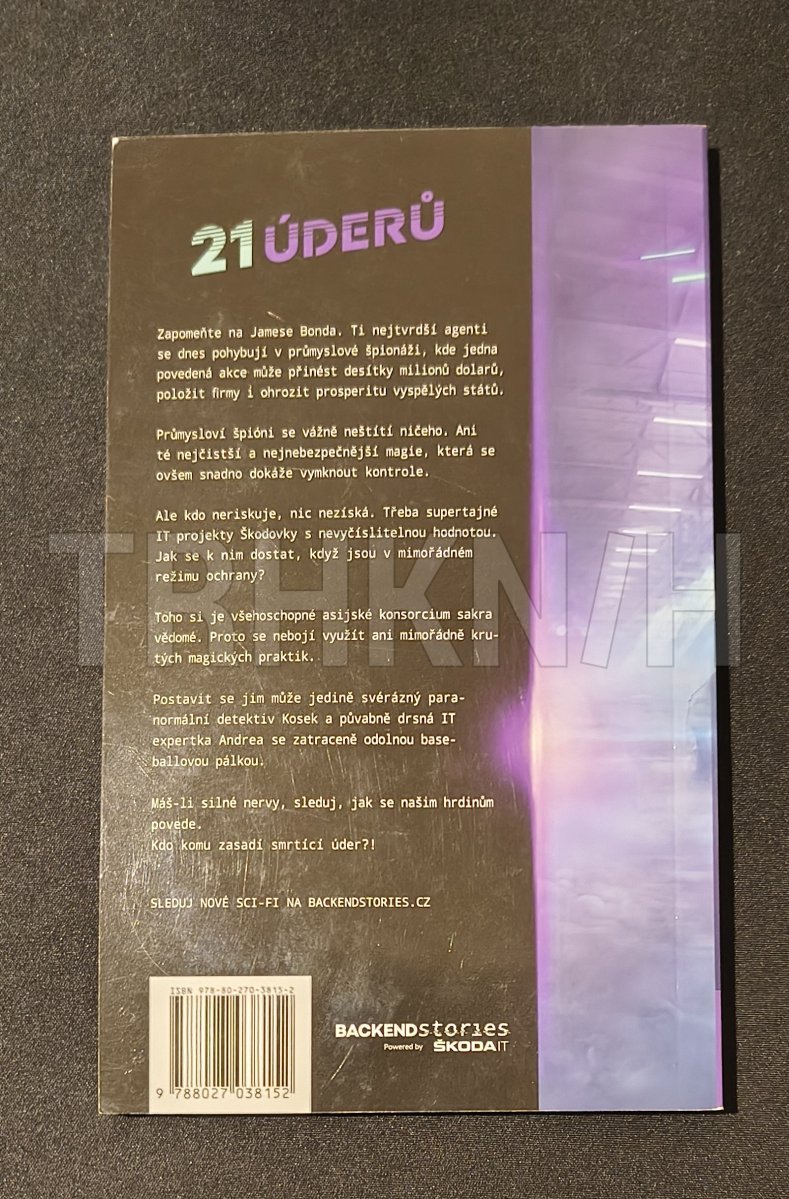 21 ÚDERŮ
Zapomeňte na Jamese Bonda. Ti nejtvrdší agenti
se dnes pohybují v průmyslové špionáži, kde jedna
povedená akce může přinést desítky milionů dolarů,
položit firmy i ohrozit prosperitu vyspělých států.
Průmysloví špióni se vážně neštítí ničeho. Ani
té nejčistší a nejnebezpečnější magie, která se
ovšem snadno dokáže vymknout kontrole.
Ale kdo neriskuje, nic nezíská. Třeba supertajné
IT projekty Škodovky s nevyčíslitelnou hodnotou.
Jak se k nim dostat, když jsou v mimořádném
režimu ochrany?
TRHKN/H
Toho si je všehoschopné asijské konsorcium sakra
vědomé. Proto se nebojí využít ani mimořádně kru-
tých magických praktik.
Postavit se jim může jedině svérázný para-
normální detektiv Kosek a půvabně drsná IT
expertka Andrea se zatraceně odolnou base-
ballovou pálkou.
Máš-li silné nervy, sleduj, jak se našim hrdinům
povede.
Kdo komu zasadí smrtící úder?!
SLEDUJ NOVÉ SCI-FI NA BACKENDSTORIES.CZ
ISBN 978-80-270-3815-2
9 788027 038152
BACKENDstories
Powered by ŠKODA IT